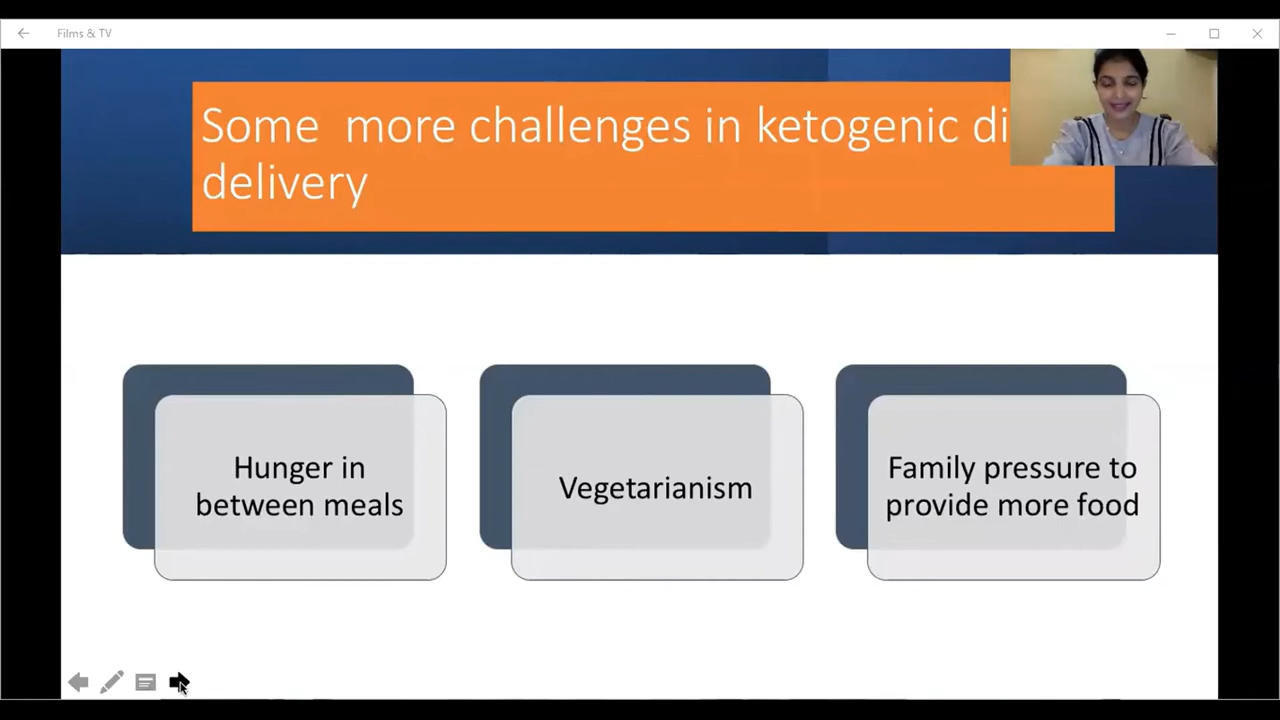 Films & TV
Some more challenges in ketogenic
delivery
Hunger in
between meals
Vegetarianism
Family pressure to
provide more food